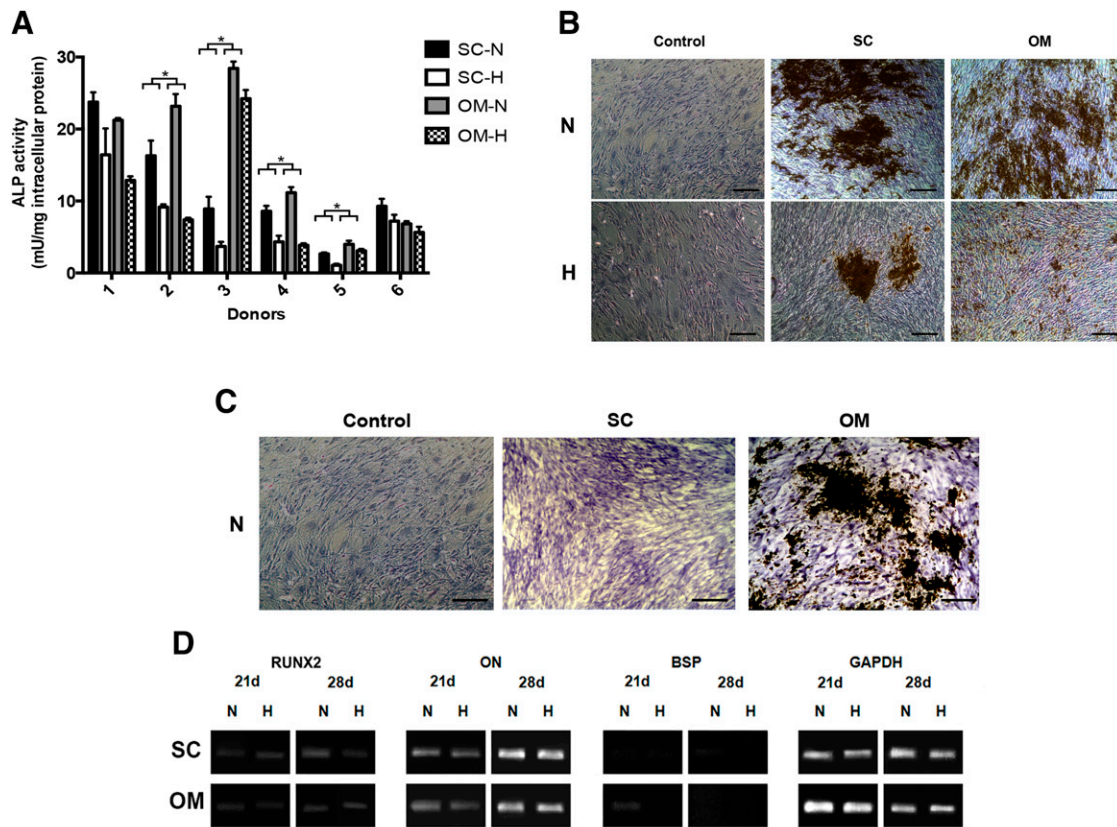 A
ALP activity
(mU/mg intracellular protein)
30
20
10
0
* * * *
1 2 3 4 5 6
Donors
SC-N
SC-H
OM-N
OM-H
B
Control SC OM
N
H
C
Control SC OM
N
D
RUNX2 ON BSP GAPDH
21d 28d 21d 28d 21d 28d 21d 28d
N H N H N H N H N H N H N H N H
SC
OM